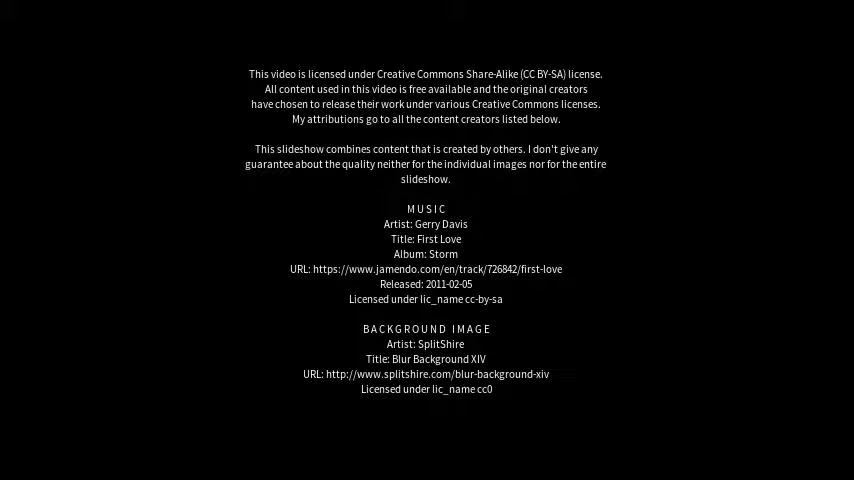 This video is licensed under Creative Commons Share-Alike (CC BY-SA) license.
All content used in this video is free available and the original creators
have chosen to release their work under various Creative Commons licenses.
My attributions go to all the content creators listed below.
This slideshow combines content that is created by others. I don't give any
guarantee about the quality neither for the individual images nor for the entire
slideshow.
MUSIC
Artist: Gerry Davis
Title: First Love
Album: Storm
URL: https://www.jamendo.com/en/track/726842/first-love
Released: 2011-02-05
Licensed under lic_name cc-by-sa
BACKGROUND IMAGE
Artist: SplitShire
Title: Blur Background XIV
URL: http://www.splitshire.com/blur-background-xiv
Licensed under lic_name cc0